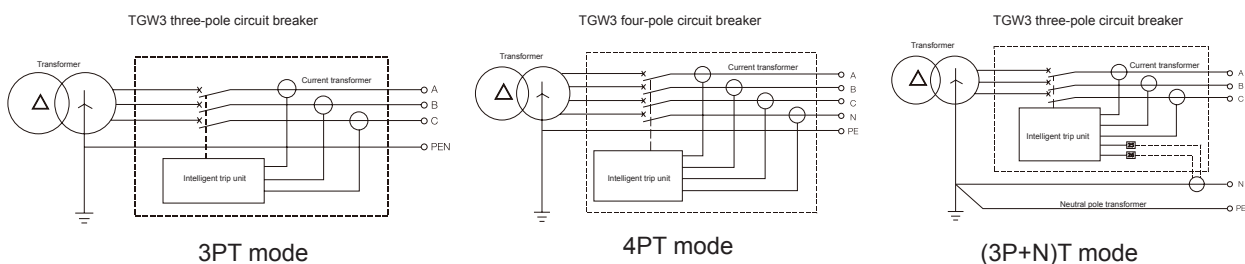 TGW3 three-pole circuit breaker
Transformer
Current transformer
A
B
C
PEN
Intelligent trip unit
3PT mode
TGW3 four-pole circuit breaker
Transformer
Current transformer
A
B
C
N
PE
Intelligent trip unit
4PT mode
TGW3 three-pole circuit breaker
Transformer
Current transformer
A
B
C
Intelligent trip unit
25
26
N
Neutral pole transformer
PE
(3P+N)T mode